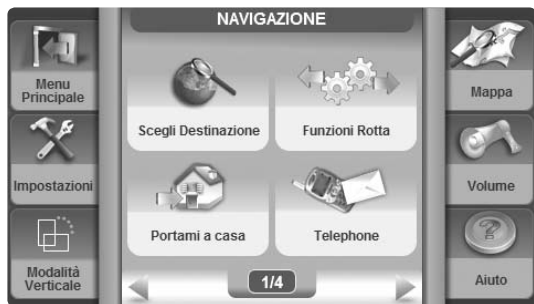 NAVIGAZIONE
Menu
Principale
Scegli Destinazione
Funzioni Rotta
Mappa
Impostazioni
Portami a casa
Telephone
Volume
Modalità
Verticale
1/4
Aiuto